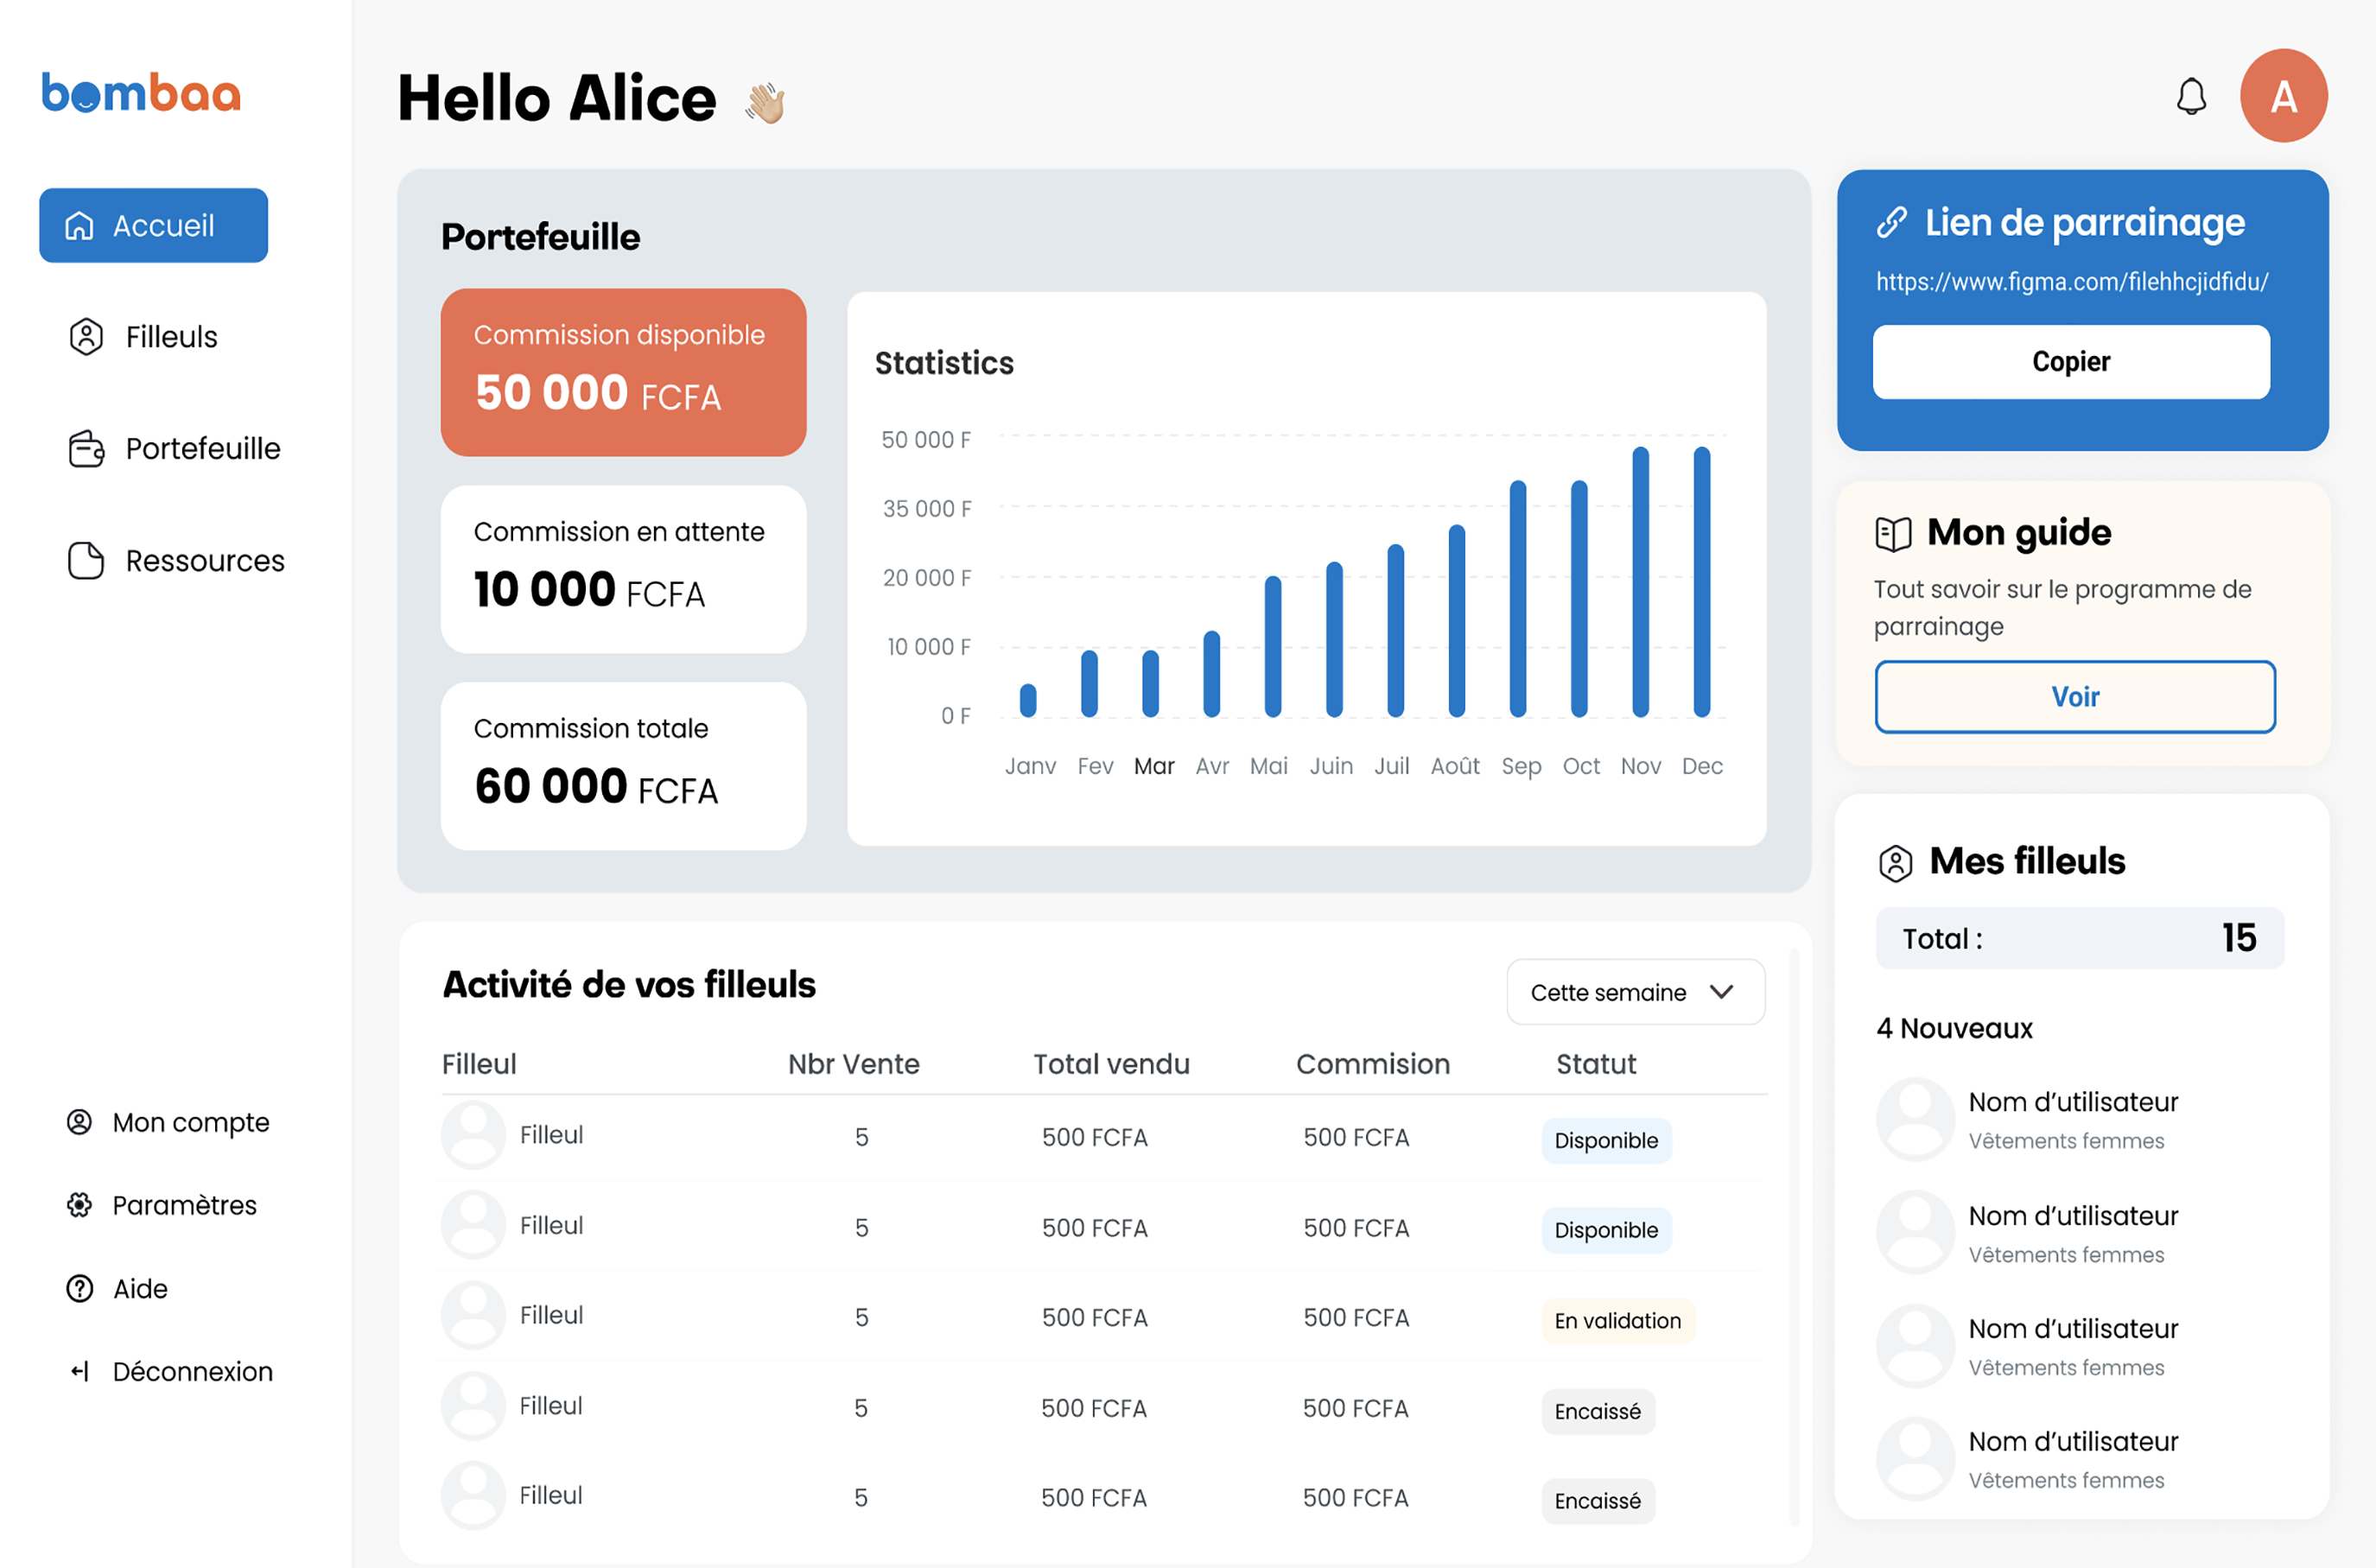 bombaa
Accueil
Filleuls
Portefeuille
Ressources
Mon compte
Paramètres
Aide
Déconnexion
Hello Alice 👋🏼
A
Portefeuille
Commission disponible
50 000 FCFA
Commission en attente
10 000 FCFA
Commission totale
60 000 FCFA
Statistics
50 000 F
35 000 F
20 000 F
10 000 F
0 F
Janv Fev Mar Avr Mai Juin Juil Août Sep Oct Nov Dec
Activité de vos filleuls
Cette semaine
Filleul Nbr Vente Total vendu Commision Statut
Filleul 5 500 FCFA 500 FCFA Disponible
Filleul 5 500 FCFA 500 FCFA Disponible
Filleul 5 500 FCFA 500 FCFA En validation
Filleul 5 500 FCFA 500 FCFA Encaissé
Filleul 5 500 FCFA 500 FCFA Encaissé
Lien de parrainage
https://www.figma.com/filehhcjidfidu/
Copier
Mon guide
Tout savoir sur le programme de
parrainage
Voir
Mes filleuls
Total : 15
4 Nouveaux
Nom d’utilisateur
Vêtements femmes
Nom d’utilisateur
Vêtements femmes
Nom d’utilisateur
Vêtements femmes
Nom d’utilisateur
Vêtements femmes